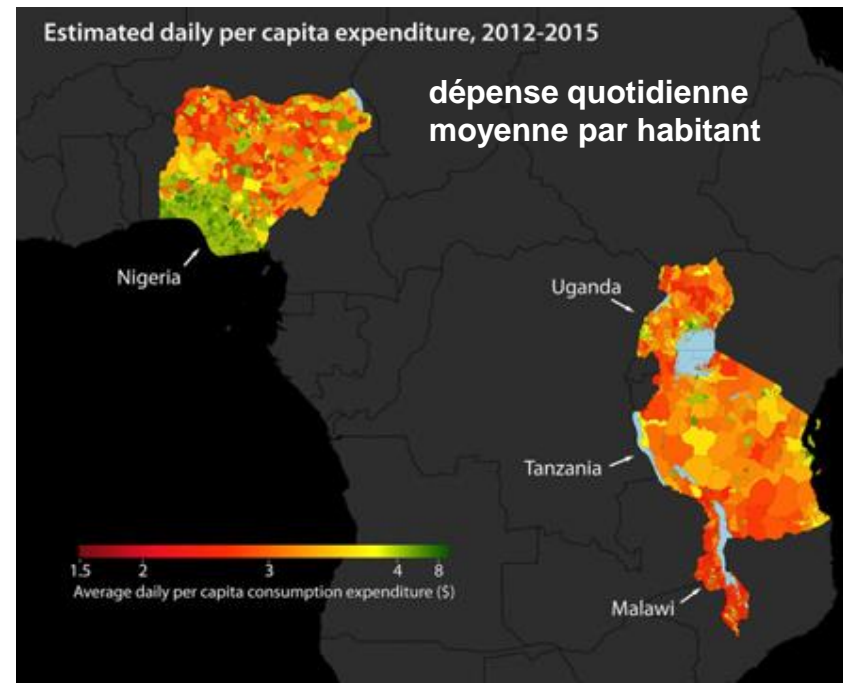 Estimated daily per capita expenditure, 2012-2015
dépense quotidienne
moyenne par habitant
Nigeria
Uganda
Tanzania
Malawi
1.5 2 3 4 8
Average daily per capita consumption expenditure ($)